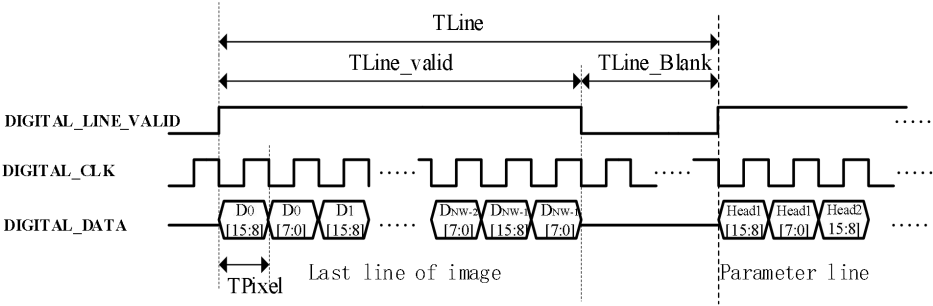 TLine
TLine_valid TLine_Blank
DIGITAL_LINE_VALID ·····
DIGITAL_CLK ····· ····· ·····
DIGITAL_DATA D0 [15:8] D0 [7:0] D1 [15:8] ····· DNW-2 [7:0] DNW-1 [15:8] DNW-1 [7:0] Head1 [15:8] Head1 [7:0] Head2 15:8] ·····
TPixel Last line of image Parameter line